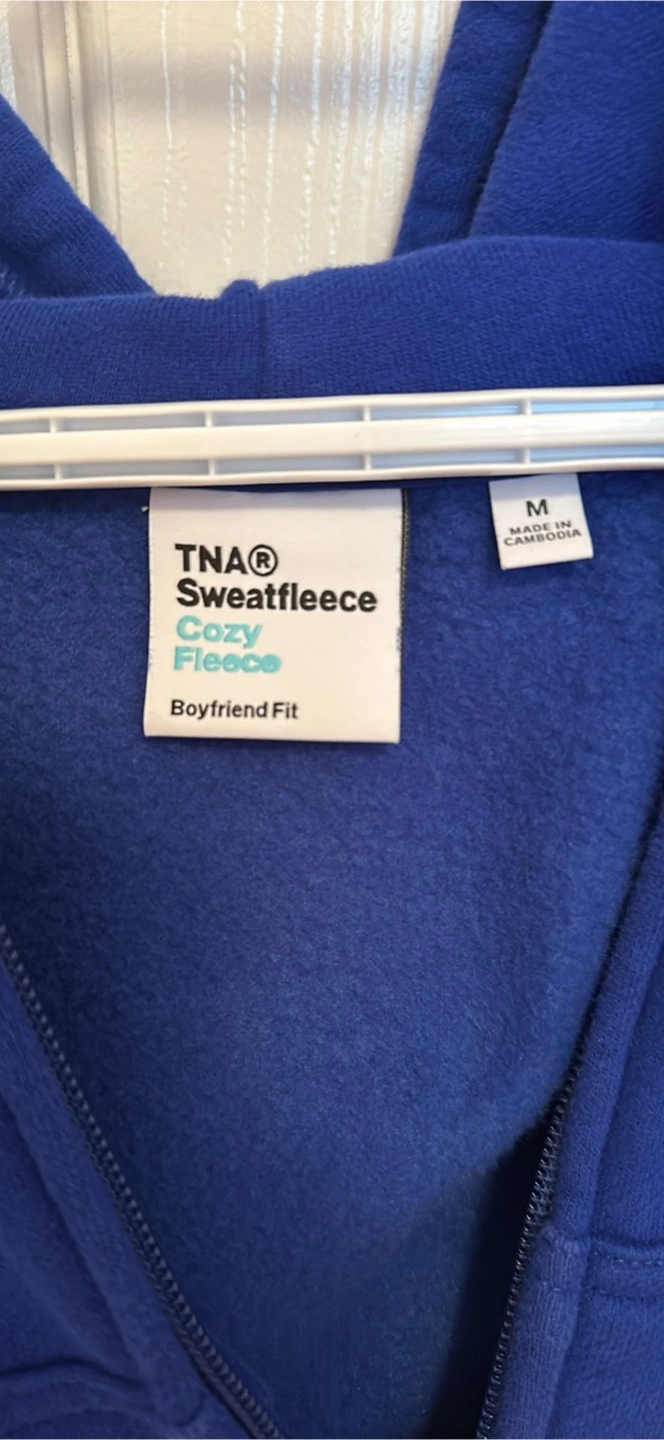 TNA®
Sweatfleece
Cozy
Fleece
Boyfriend Fit
M
MADE IN
CAMBODIA